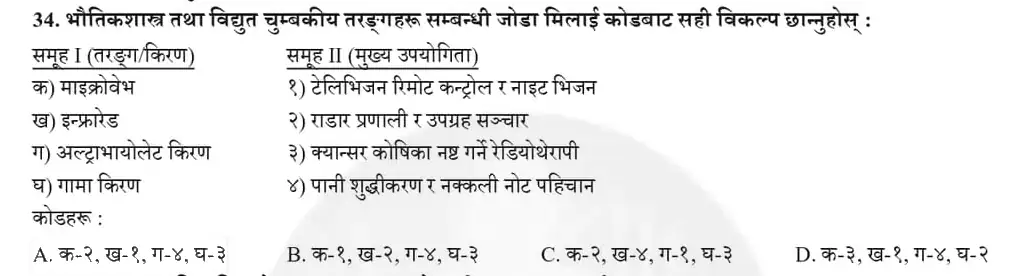 34. भौतिकशास्त्र तथा विद्युत चुम्बकीय तरङ्गहरू सम्बन्धी जोडा मिलाई कोडबाट सही विकल्प छान्नुहोस् :
समूह I (तरङ्ग/किरण) समूह II (मुख्य उपयोगिता)
क) माइक्रोवेभ १) टेलिभिजन रिमोट कन्ट्रोल र नाइट भिजन
ख) इन्फ्रारेड २) राडार प्रणाली र उपग्रह सञ्चार
ग) अल्ट्राभायोलेट किरण ३) क्यान्सर कोषिका नष्ट गर्ने रेडियोथेरापी
घ) गामा किरण ४) पानी शुद्धीकरण र नक्कली नोट पहिचान
कोडहरू :
A. क-२, ख-१, ग-४, घ-३ B. क-१, ख-२, ग-४, घ-३ C. क-२, ख-४, ग-१, घ-३ D. क-३, ख-१, ग-४, घ-२